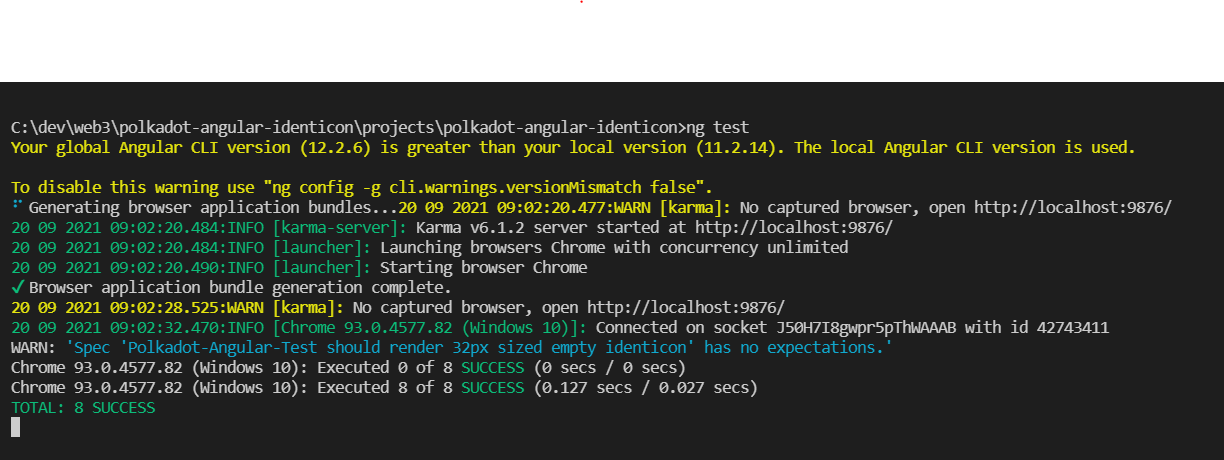 C:\dev\web3\polkadot-angular-identicon\projects\polkadot-angular-identicon>ng test
Your global Angular CLI version (12.2.6) is greater than your local version (11.2.14). The local Angular CLI version is used.
To disable this warning use "ng config -g cli.warnings.versionMismatch false".
⠋ Generating browser application bundles...20 09 2021 09:02:20.477:WARN [karma]: No captured browser, open http://localhost:9876/
20 09 2021 09:02:20.484:INFO [karma-server]: Karma v6.1.2 server started at http://localhost:9876/
20 09 2021 09:02:20.484:INFO [launcher]: Launching browsers Chrome with concurrency unlimited
20 09 2021 09:02:20.490:INFO [launcher]: Starting browser Chrome
✔ Browser application bundle generation complete.
20 09 2021 09:02:28.525:WARN [karma]: No captured browser, open http://localhost:9876/
20 09 2021 09:02:32.470:INFO [Chrome 93.0.4577.82 (Windows 10)]: Connected on socket J50H7I8gwpr5pThWAAAB with id 42743411
WARN: 'Spec 'Polkadot-Angular-Test should render 32px sized empty identicon' has no expectations.'
Chrome 93.0.4577.82 (Windows 10): Executed 0 of 8 SUCCESS (0 secs / 0 secs)
Chrome 93.0.4577.82 (Windows 10): Executed 8 of 8 SUCCESS (0.127 secs / 0.027 secs)
TOTAL: 8 SUCCESS